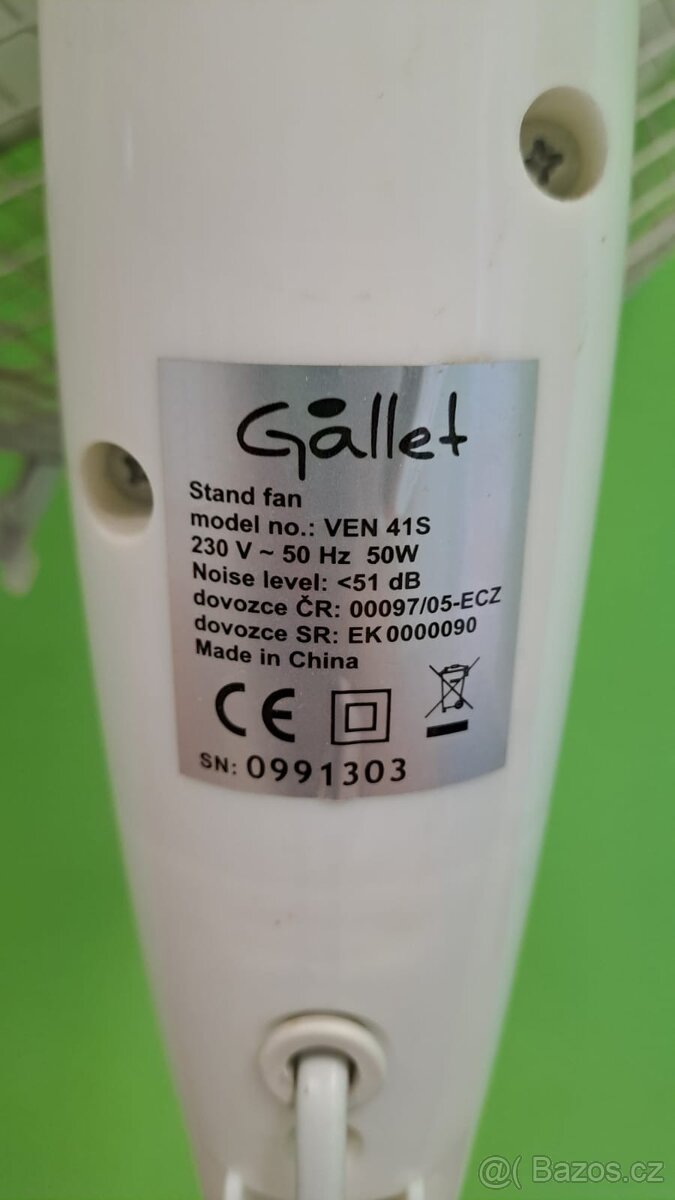 Gallet
Stand fan
model no.: VEN 41S
230 V ~ 50 Hz 50W
Noise level: <51 dB
dovozce ČR: 00097/05-ECZ
dovozce SR: EK0000090
Made in China
CE
SN: 0991303
@( Bazos.cz